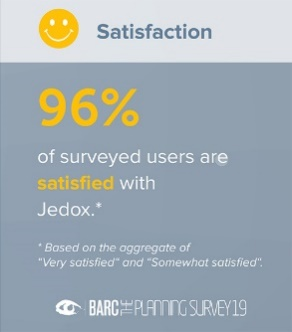 Satisfaction
96%
of surveyed users are
satisfied with
Jedox.*
* Based on the aggregate of
"Very satisfied" and "Somewhat satisfied".
BARC THE PLANNING SURVEY 19